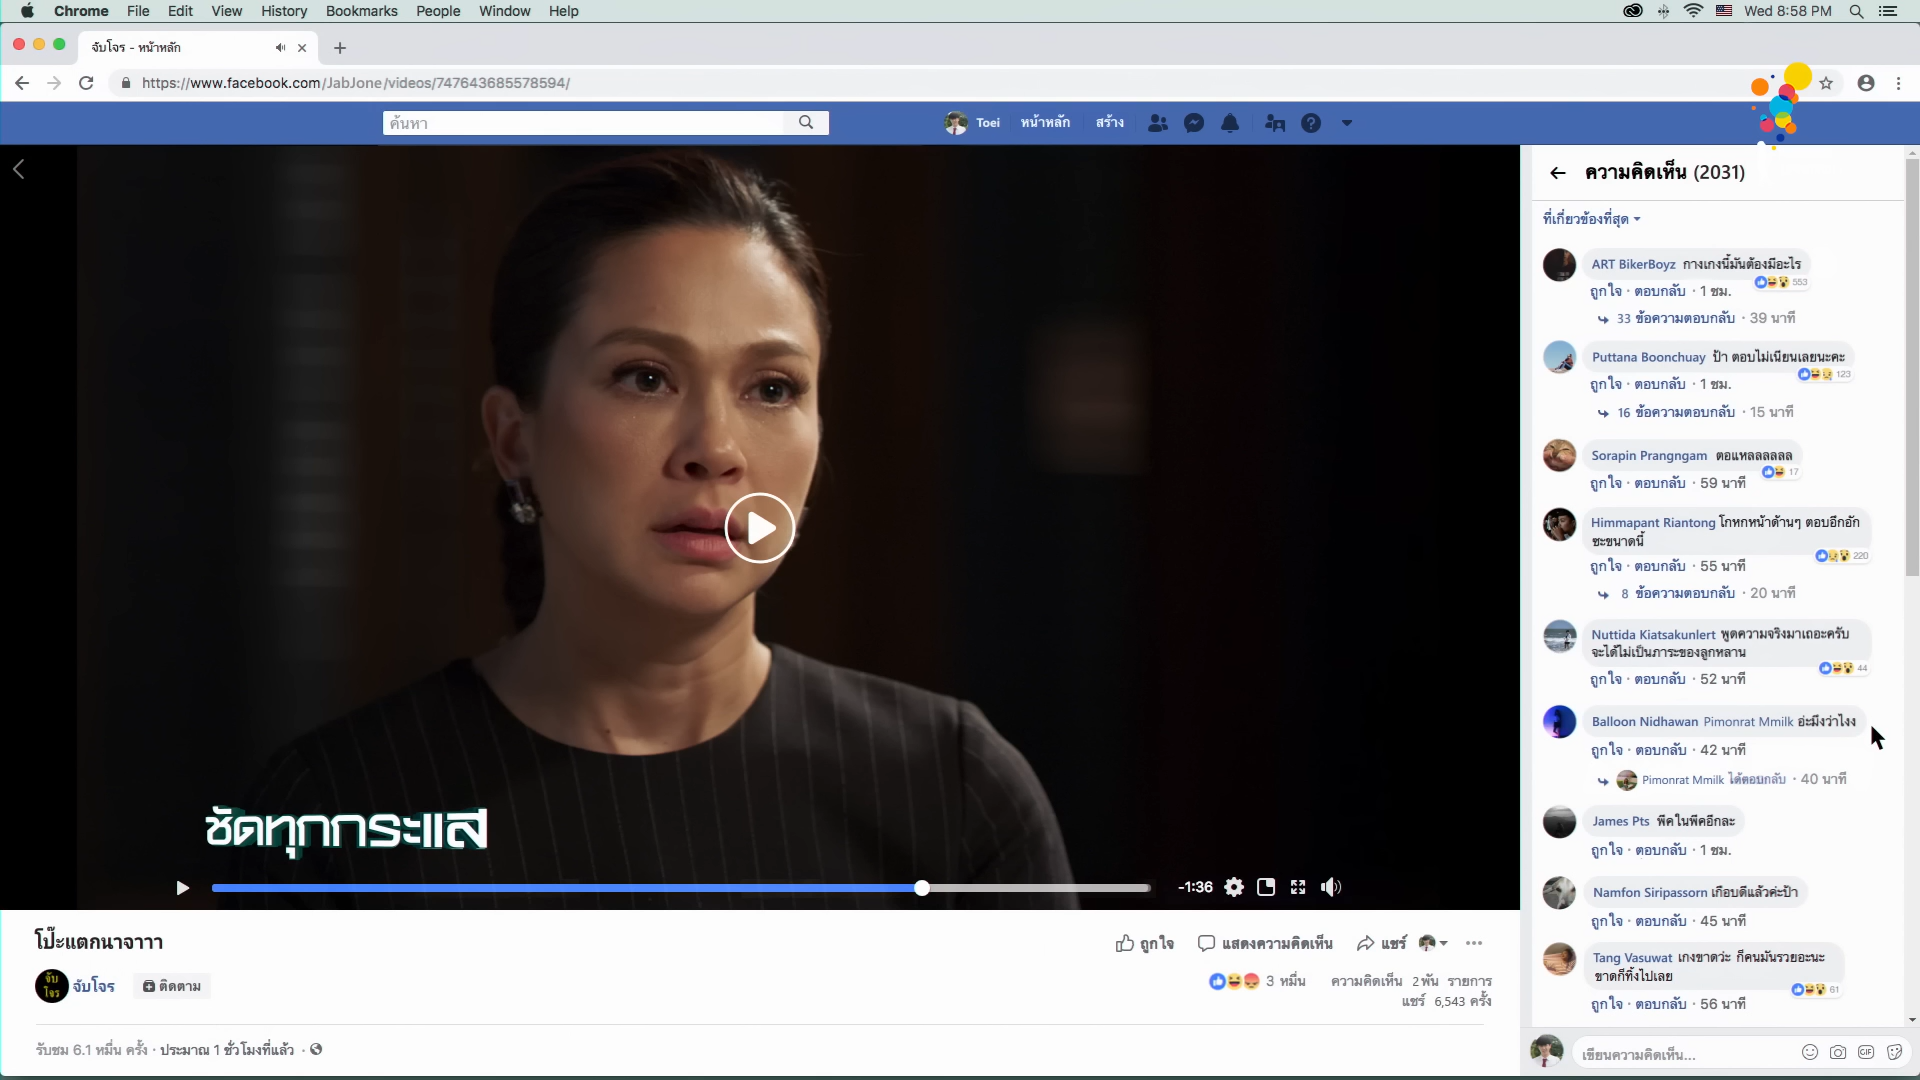 Chrome File Edit View History Bookmarks People Window Help
Wed 8:58 PM
จับโจร - หน้าหลัก
https://www.facebook.com/JabJone/videos/747643685578594/
ค้นหา
Toei หน้าหลัก สร้าง
ความคิดเห็น (2031)
ที่เกี่ยวข้องที่สุด
ART BikerBoyz กางเกงนี้มันต้องมีอะไร
553
ถูกใจ · ตอบกลับ · 1 ชม.
33 ข้อความตอบกลับ · 39 นาที
Puttana Boonchuay ป้า ตอบไม่เนียนเลยนะคะ
123
ถูกใจ · ตอบกลับ · 1 ชม.
16 ข้อความตอบกลับ · 15 นาที
Sorapin Prangngam ตอแหลลลลลล
17
ถูกใจ · ตอบกลับ · 59 นาที
Himmapant Riantong โกหกหน้าด้านๆ ตอบอึกอัก
ซะขนาดนี้
220
ถูกใจ · ตอบกลับ · 55 นาที
8 ข้อความตอบกลับ · 20 นาที
Nuttida Kiatsakunlert พูดความจริงมาเถอะครับ
จะได้ไม่เป็นภาระของลูกหลาน
44
ถูกใจ · ตอบกลับ · 52 นาที
Balloon Nidhawan Pimonrat Mmilk อ่ะมึงว่าไงง
ถูกใจ · ตอบกลับ · 42 นาที
Pimonrat Mmilk ได้ตอบกลับ · 40 นาที
James Pts พีคในพีคอีกละ
ถูกใจ · ตอบกลับ · 1 ชม.
Namfon Siripassorn เกือบดีแล้วค่ะป้า
ถูกใจ · ตอบกลับ · 45 นาที
Tang Vasuwat เกงขาดว่ะ ก็คนมันรวยอะนะ
ขาดก็ทิ้งไปเลย
61
ถูกใจ · ตอบกลับ · 56 นาที
เขียนความคิดเห็น...
GIF
ชัดทุกกระแส
-1:36
โป๊ะแตกนาจาาา
ถูกใจ แสดงความคิดเห็น แชร์
จับโจร
จับโจร ติดตาม
3 หมื่น ความคิดเห็น 2พัน รายการ
แชร์ 6,543 ครั้ง
รับชม 6.1 หมื่น ครั้ง · ประมาณ 1 ชั่วโมงที่แล้ว ·